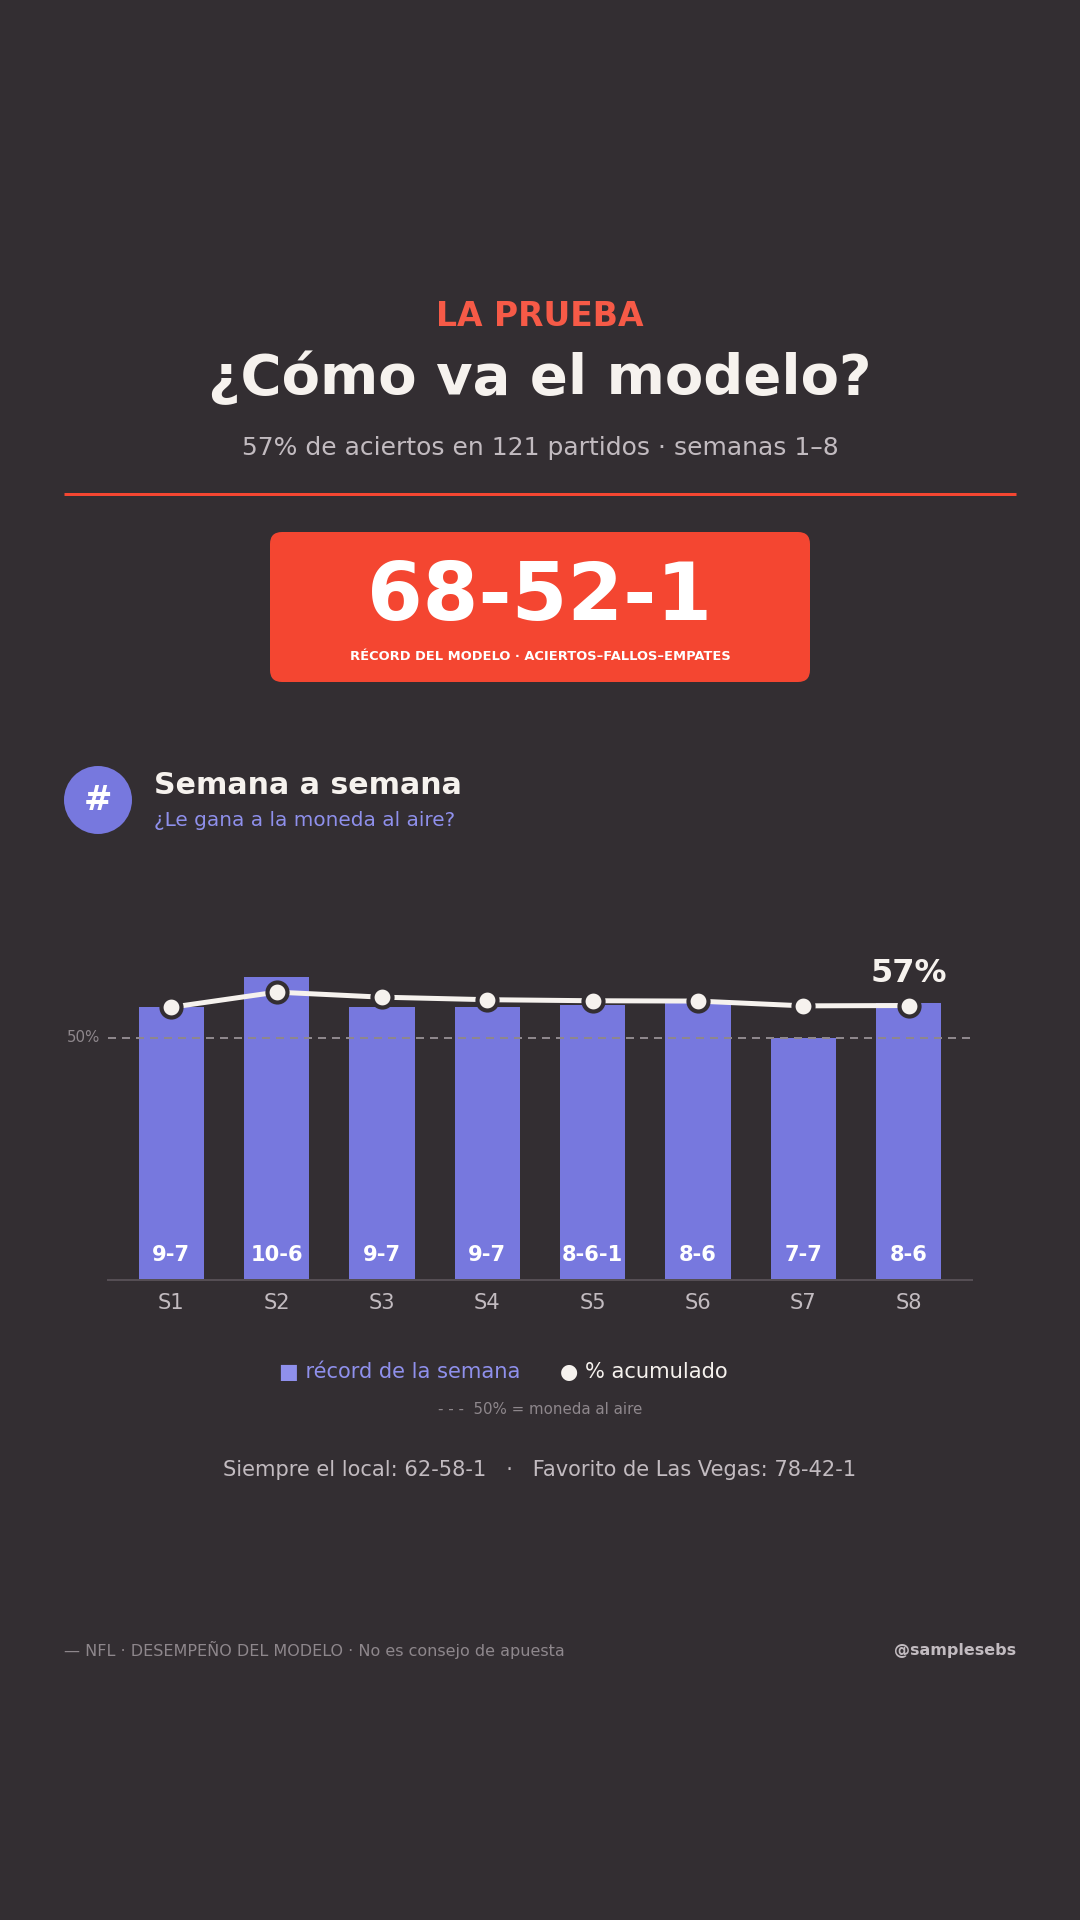 LA PRUEBA
¿Cómo va el modelo?
57% de aciertos en 121 partidos · semanas 1–8
68-52-1
RÉCORD DEL MODELO · ACIERTOS–FALLOS–EMPATES
#
Semana a semana
¿Le gana a la moneda al aire?
57%
50%
9-7 10-6 9-7 9-7 8-6-1 8-6 7-7 8-6
S1 S2 S3 S4 S5 S6 S7 S8
■ récord de la semana ● % acumulado
- - - 50% = moneda al aire
Siempre el local: 62-58-1 · Favorito de Las Vegas: 78-42-1
— NFL · DESEMPEÑO DEL MODELO · No es consejo de apuesta @samplesebs